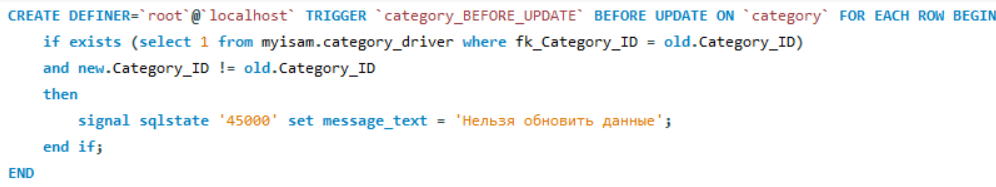 CREATE DEFINER=`root`@`localhost` TRIGGER `category_BEFORE_UPDATE` BEFORE UPDATE ON `category` FOR EACH ROW BEGIN
if exists (select 1 from myisam.category_driver where fk_Category_ID = old.Category_ID)
and new.Category_ID != old.Category_ID
then
signal sqlstate '45000' set message_text = 'Нельзя обновить данные';
end if;
END